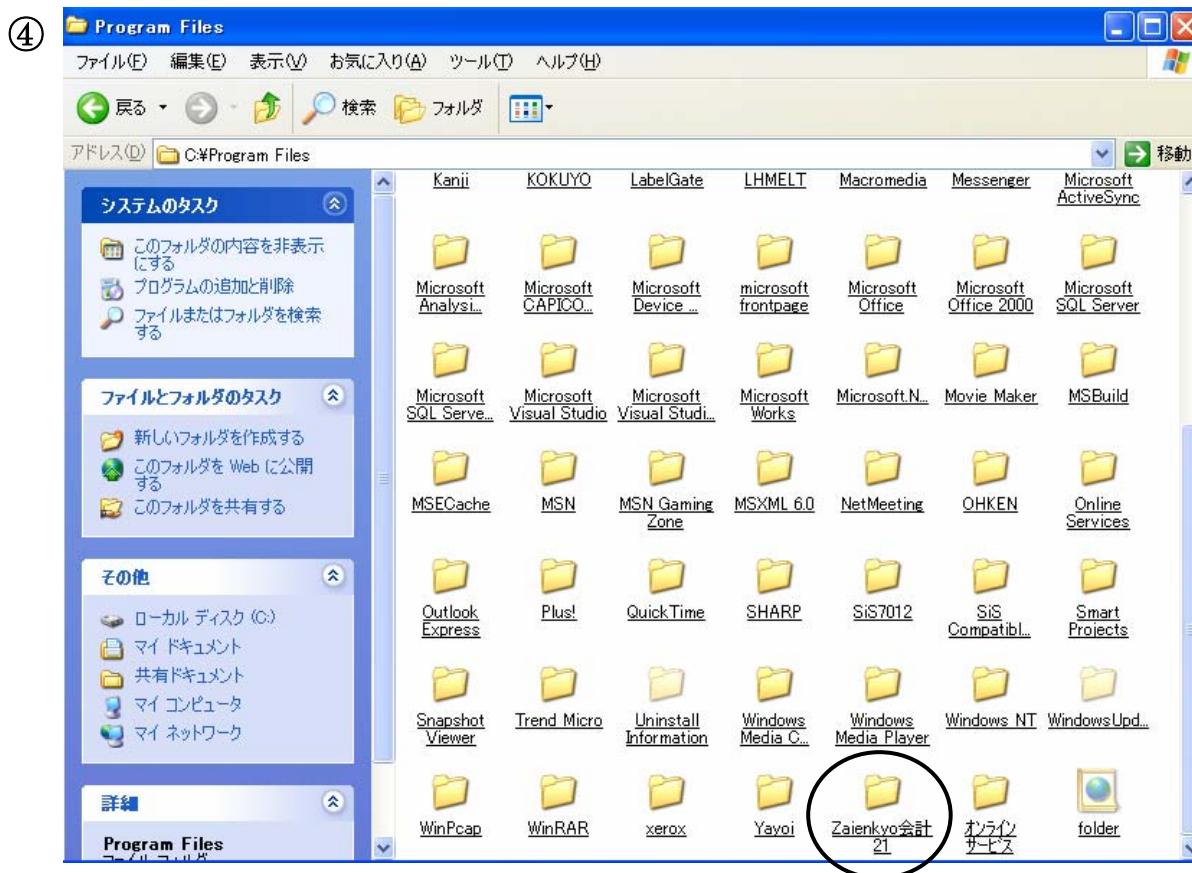 ④
Program Files
ファイル(F) 編集(E) 表示(V) お気に入り(A) ツール(T) ヘルプ(H)
戻る 検索 フォルダ
アドレス(D) C:¥Program Files 移動
システムのタスク
このフォルダの内容を非表示
にする
プログラムの追加と削除
ファイルまたはフォルダを検索
する
ファイルとフォルダのタスク
新しいフォルダを作成する
このフォルダを Web に公開
する
このフォルダを共有する
その他
ローカル ディスク (C:)
マイ ドキュメント
共有ドキュメント
マイ コンピュータ
マイ ネットワーク
詳細
Program Files
ファイル フォルダ
Kanji KOKUYO LabelGate LHMELT Macromedia Messenger Microsoft
ActiveSync
Microsoft Microsoft Microsoft microsoft Microsoft Microsoft Microsoft
Analysi... CAPICO... Device ... frontpage Office Office 2000 SQL Server
Microsoft Microsoft Microsoft Microsoft Microsoft.N... Movie Maker MSBuild
SQL Serve... Visual Studio Visual Studi... Works
MSECache MSN MSN Gaming MSXML 6.0 NetMeeting OHKEN Online
Zone Services
Outlook Plus! QuickTime SHARP SiS7012 SiS Smart
Express Compatibl... Projects
Snapshot Trend Micro Uninstall Windows Windows Windows NT WindowsUpd...
Viewer Information Media C... Media Player
WinPcap WinRAR xerox Yayoi Zaienkyo会計 オンライン folder
21 サービス